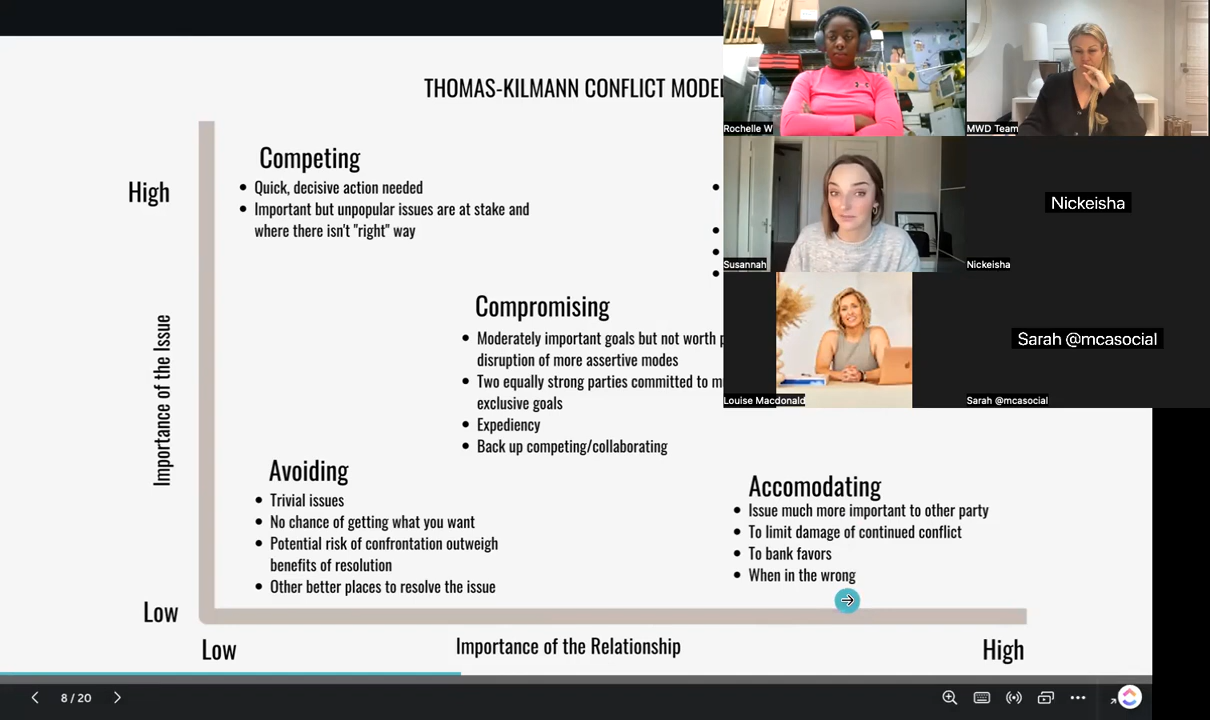 THOMAS-KILMANN CONFLICT MODE
Competing
High
Quick, decisive action needed
Important but unpopular issues are at stake and
where there isn't "right" way
Compromising
Moderately important goals but not worth
disruption of more assertive modes
Two equally strong parties committed to
exclusive goals
Expediency
Back up competing/collaborating
Importance of the Issue
Avoiding
Trivial issues
No chance of getting what you want
Potential risk of confrontation outweigh
benefits of resolution
Other better places to resolve the issue
Accomodating
Issue much more important to other party
To limit damage of continued conflict
To bank favors
When in the wrong
Low
Low
Importance of the Relationship
High
8 / 20
Rochelle W
MWD Team
Susannah
Nickeisha
Nickeisha
Louise Macdonald
Sarah @mcasocial
Sarah @mcasocial